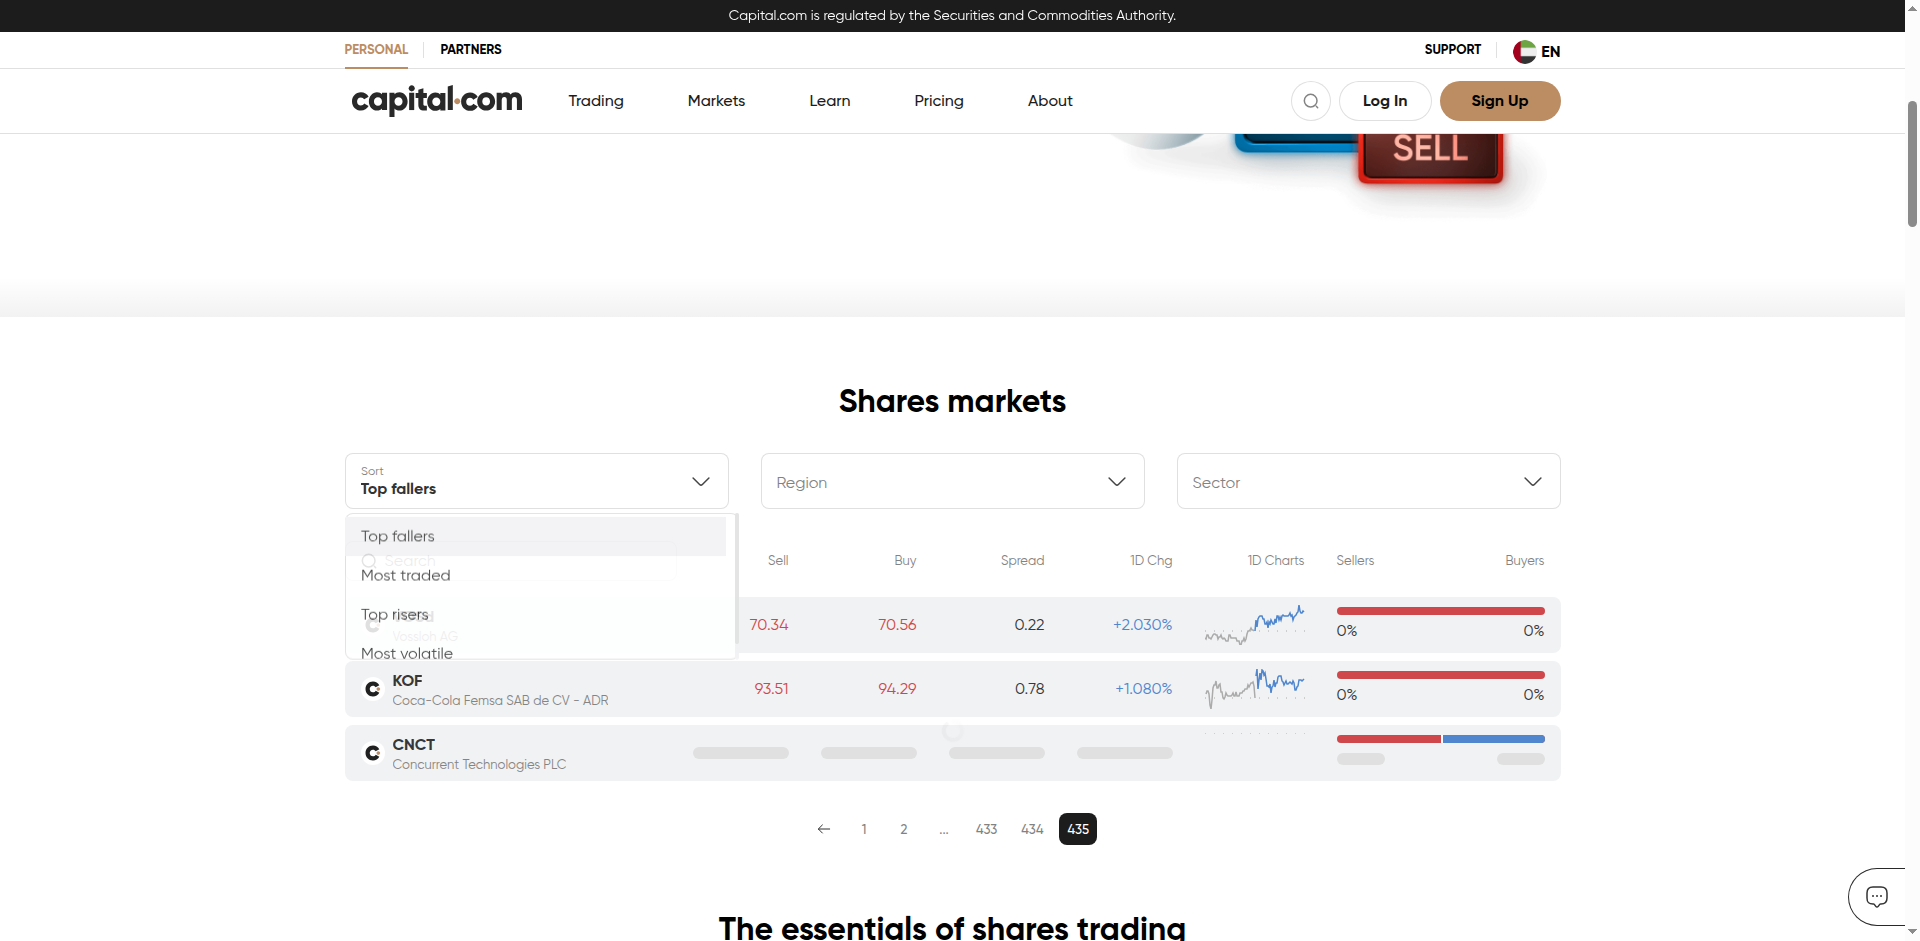 Capital.com is regulated by the Securities and Commodities Authority.
PERSONAL
PARTNERS
SUPPORT
EN
capital.com
Trading
Markets
Learn
Pricing
About
Log In
Sign Up
SELL
Shares markets
Sort
Top fallers
Region
Sector
Top fallers
Search
Most traded
Top risers
Vossloh AG
Most volatile
Sell
Buy
Spread
1D Chg
1D Charts
Sellers
Buyers
70.34
70.56
0.22
+2.030%
0%
0%
KOF
Coca-Cola Femsa SAB de CV - ADR
93.51
94.29
0.78
+1.080%
0%
0%
CNCT
Concurrent Technologies PLC
1
2
...
433
434
435
The essentials of shares trading